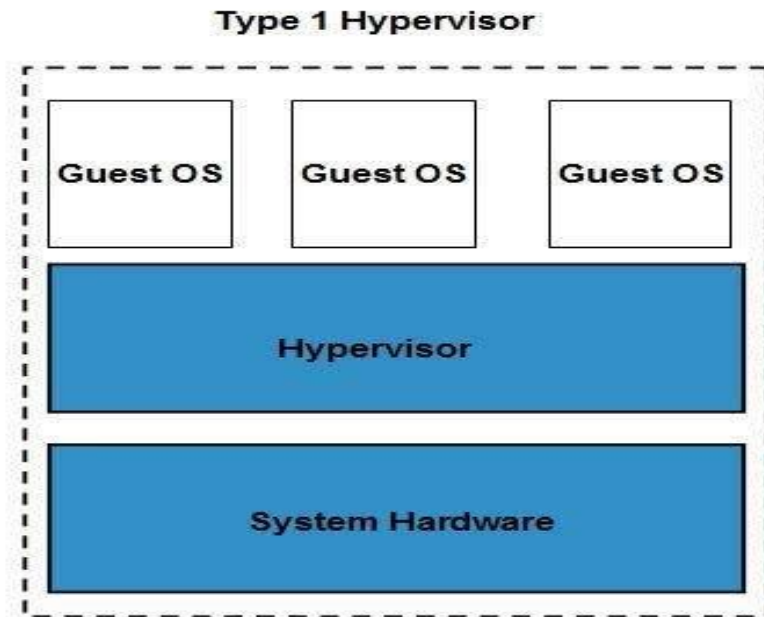 Type 1 Hypervisor
Guest OS Guest OS Guest OS
Hypervisor
System Hardware